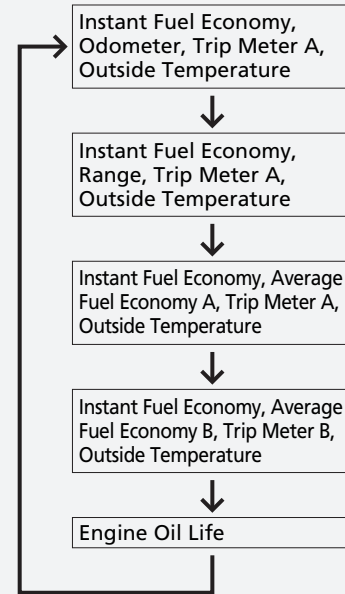 Instant Fuel Economy,
Odometer, Trip Meter A,
Outside Temperature
Instant Fuel Economy,
Range, Trip Meter A,
Outside Temperature
Instant Fuel Economy, Average
Fuel Economy A, Trip Meter A,
Outside Temperature
Instant Fuel Economy, Average
Fuel Economy B, Trip Meter B,
Outside Temperature
Engine Oil Life